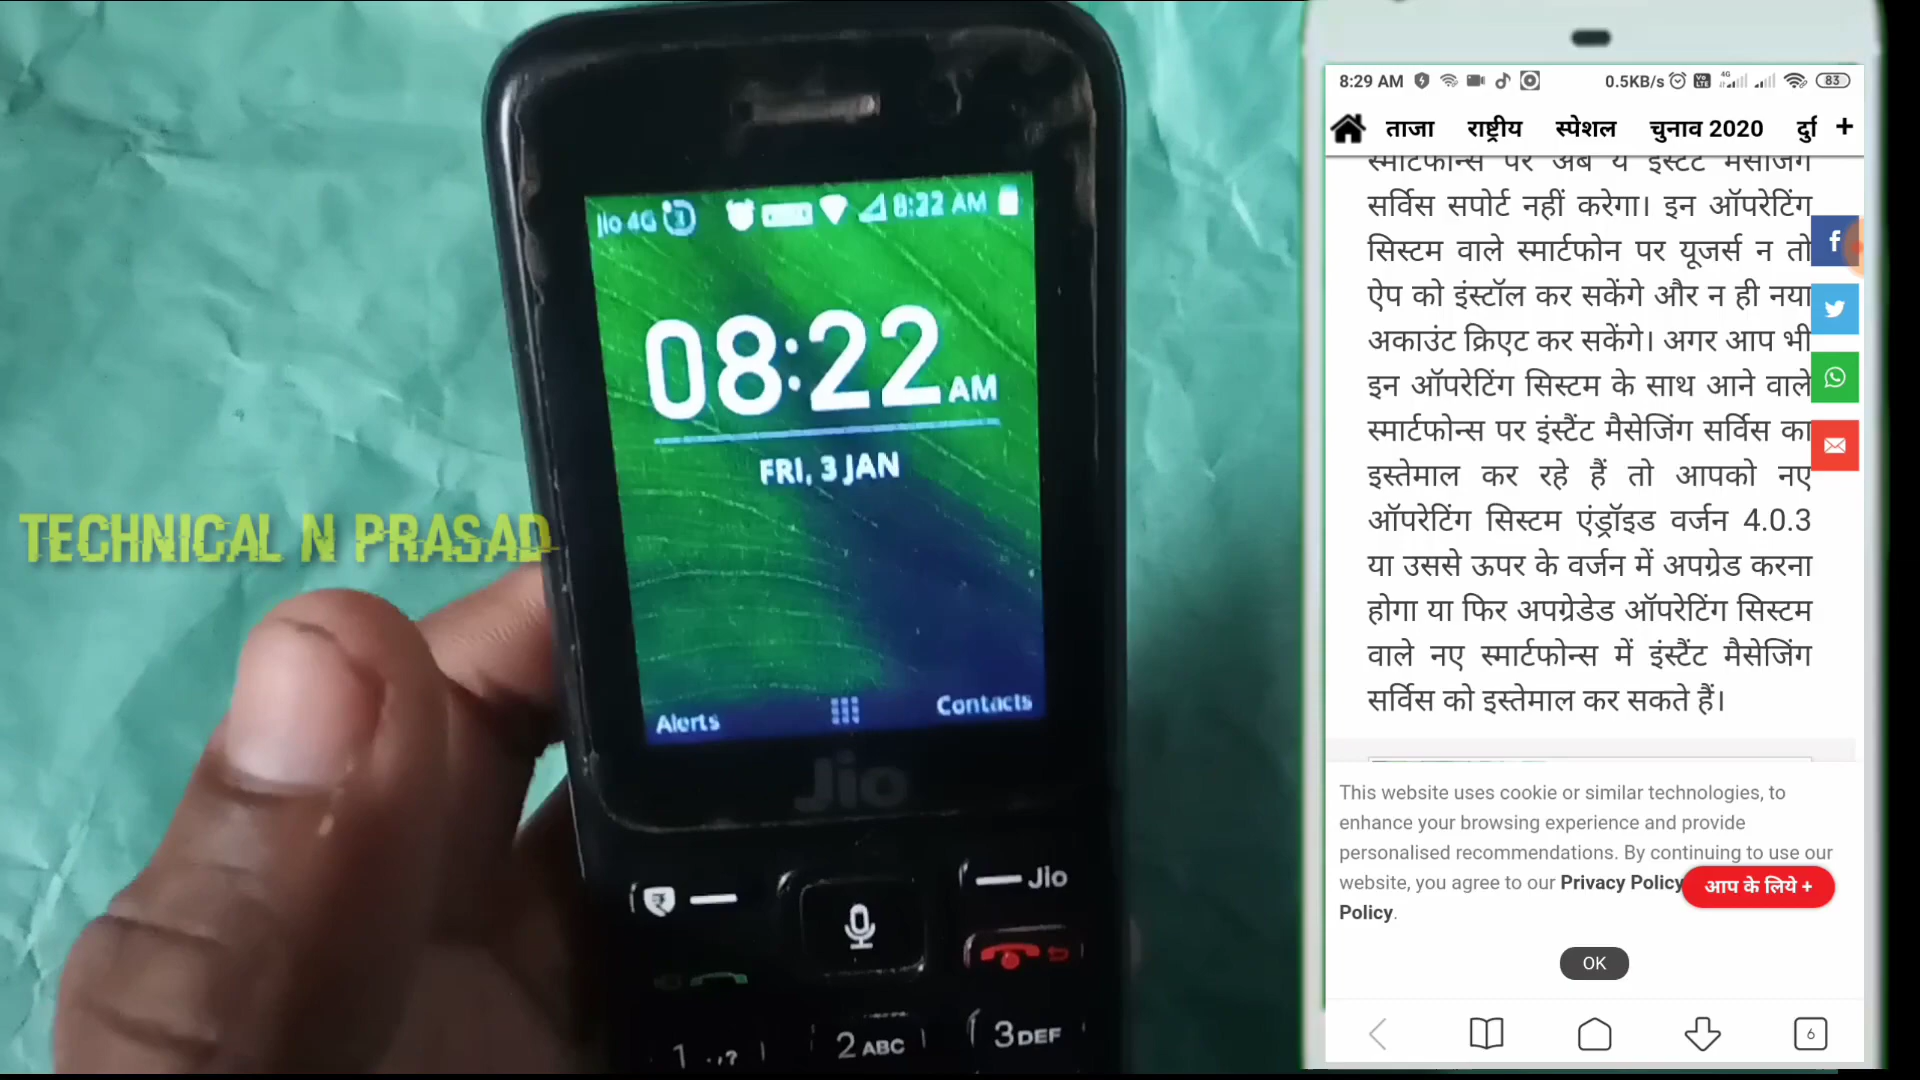 Jio 4G 8:22 AM
08:22 AM
FRI, 3 JAN
Alerts Contacts
Jio
Jio
1 .,? 2 ABC 3 DEF
TECHNICAL N PRASAD
8:29 AM 0.5KB/s 4G 83
ताजा राष्ट्रीय स्पेशल चुनाव 2020 +
स्मार्टफोन्स पर अब ये इंस्टैंट मैसेजिंग
सर्विस सपोर्ट नहीं करेगा। इन ऑपरेटिंग
सिस्टम वाले स्मार्टफोन पर यूजर्स न तो
ऐप को इंस्टॉल कर सकेंगे और न ही नया
अकाउंट क्रिएट कर सकेंगे। अगर आप भी
इन ऑपरेटिंग सिस्टम के साथ आने वाले
स्मार्टफोन्स पर इंस्टैंट मैसेजिंग सर्विस का
इस्तेमाल कर रहे हैं तो आपको नए
ऑपरेटिंग सिस्टम एंड्रॉइड वर्जन 4.0.3
या उससे ऊपर के वर्जन में अपग्रेड करना
होगा या फिर अपग्रेडेड ऑपरेटिंग सिस्टम
वाले नए स्मार्टफोन्स में इंस्टैंट मैसेजिंग
सर्विस को इस्तेमाल कर सकते हैं।
This website uses cookie or similar technologies, to
enhance your browsing experience and provide
personalised recommendations. By continuing to use our
website, you agree to our Privacy Policy
Policy.
आप के लिये +
OK
6